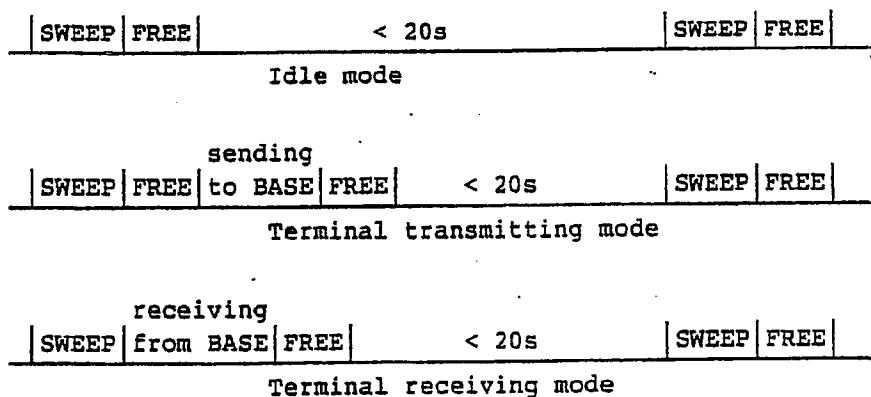 SWEEP FREE < 20s SWEEP FREE
Idle mode
sending
SWEEP FREE to BASE FREE < 20s SWEEP FREE
Terminal transmitting mode
receiving
SWEEP from BASE FREE < 20s SWEEP FREE
Terminal receiving mode